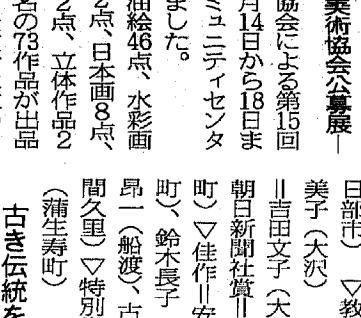 美術協会公募展―
協会による第15回
月14日から18日ま
ミュニティセンタ
ました。
油絵46点、水彩画
2点、日本画8点、
2点、立体作品2
名の73作品が出品
日部市) ▽教
美子(大沢)
=吉田文子(大
朝日新聞社賞=
町)▽佳作=安
町)、鈴木長子
昂一(船渡)、古
間久里)▽特別
(蒲生寿町)
古き伝統を